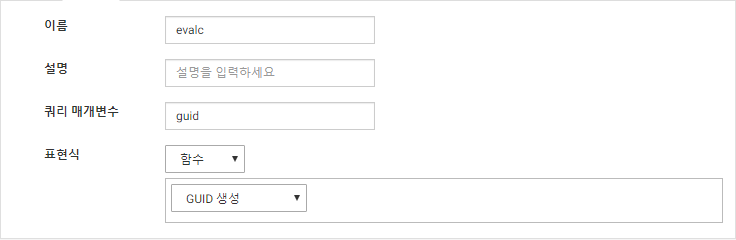 이름 evalc
설명 설명을 입력하세요
쿼리 매개변수 guid
표현식 함수
GUID 생성